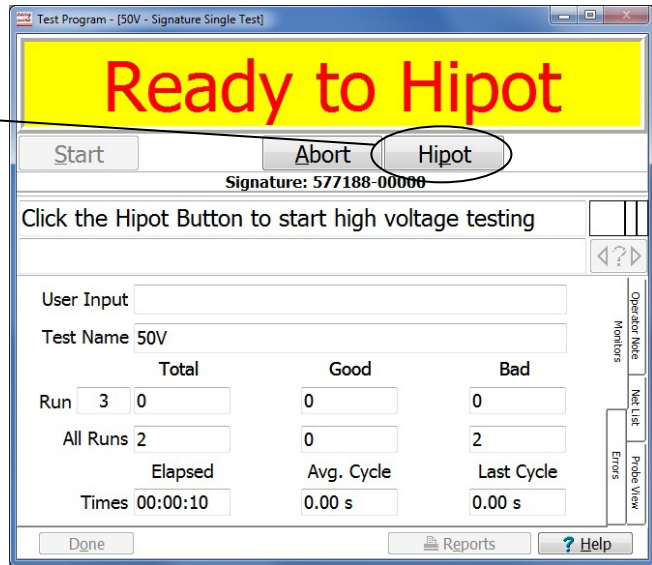 Test Program - [50V - Signature Single Test]
Ready to Hipot
Start Abort Hipot
Signature: 577188-00000
Click the Hipot Button to start high voltage testing
?
User Input
Test Name 50V
Total Good Bad
Run 3 0 0 0
All Runs 2 0 2
Elapsed Avg. Cycle Last Cycle
Times 00:00:10 0.00 s 0.00 s
Operator Note
Monitors
Net List
Errors
Probe View
Done Reports ? Help